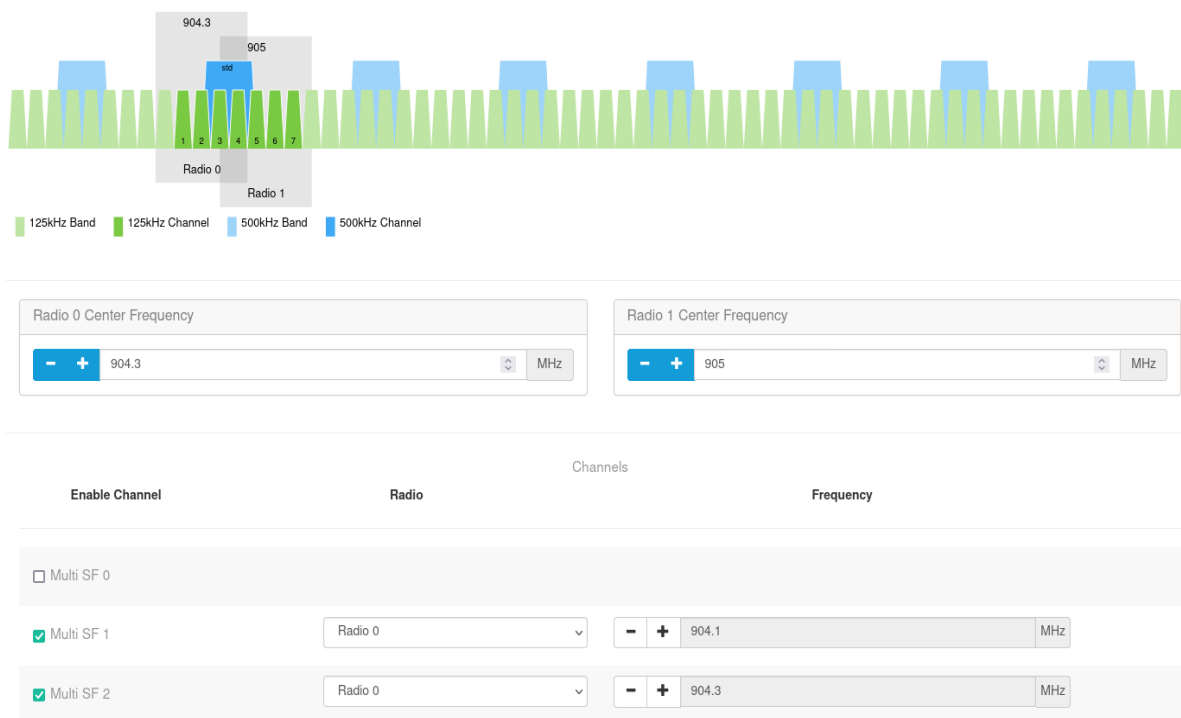 904.3
905
std
1 2 3 4 5 6 7
Radio 0
Radio 1
125kHz Band 125kHz Channel 500kHz Band 500kHz Channel
Radio 0 Center Frequency Radio 1 Center Frequency
− + 904.3 MHz − + 905 MHz
Channels
Enable Channel Radio Frequency
Multi SF 0
Multi SF 1 Radio 0 − + 904.1 MHz
Multi SF 2 Radio 0 − + 904.3 MHz